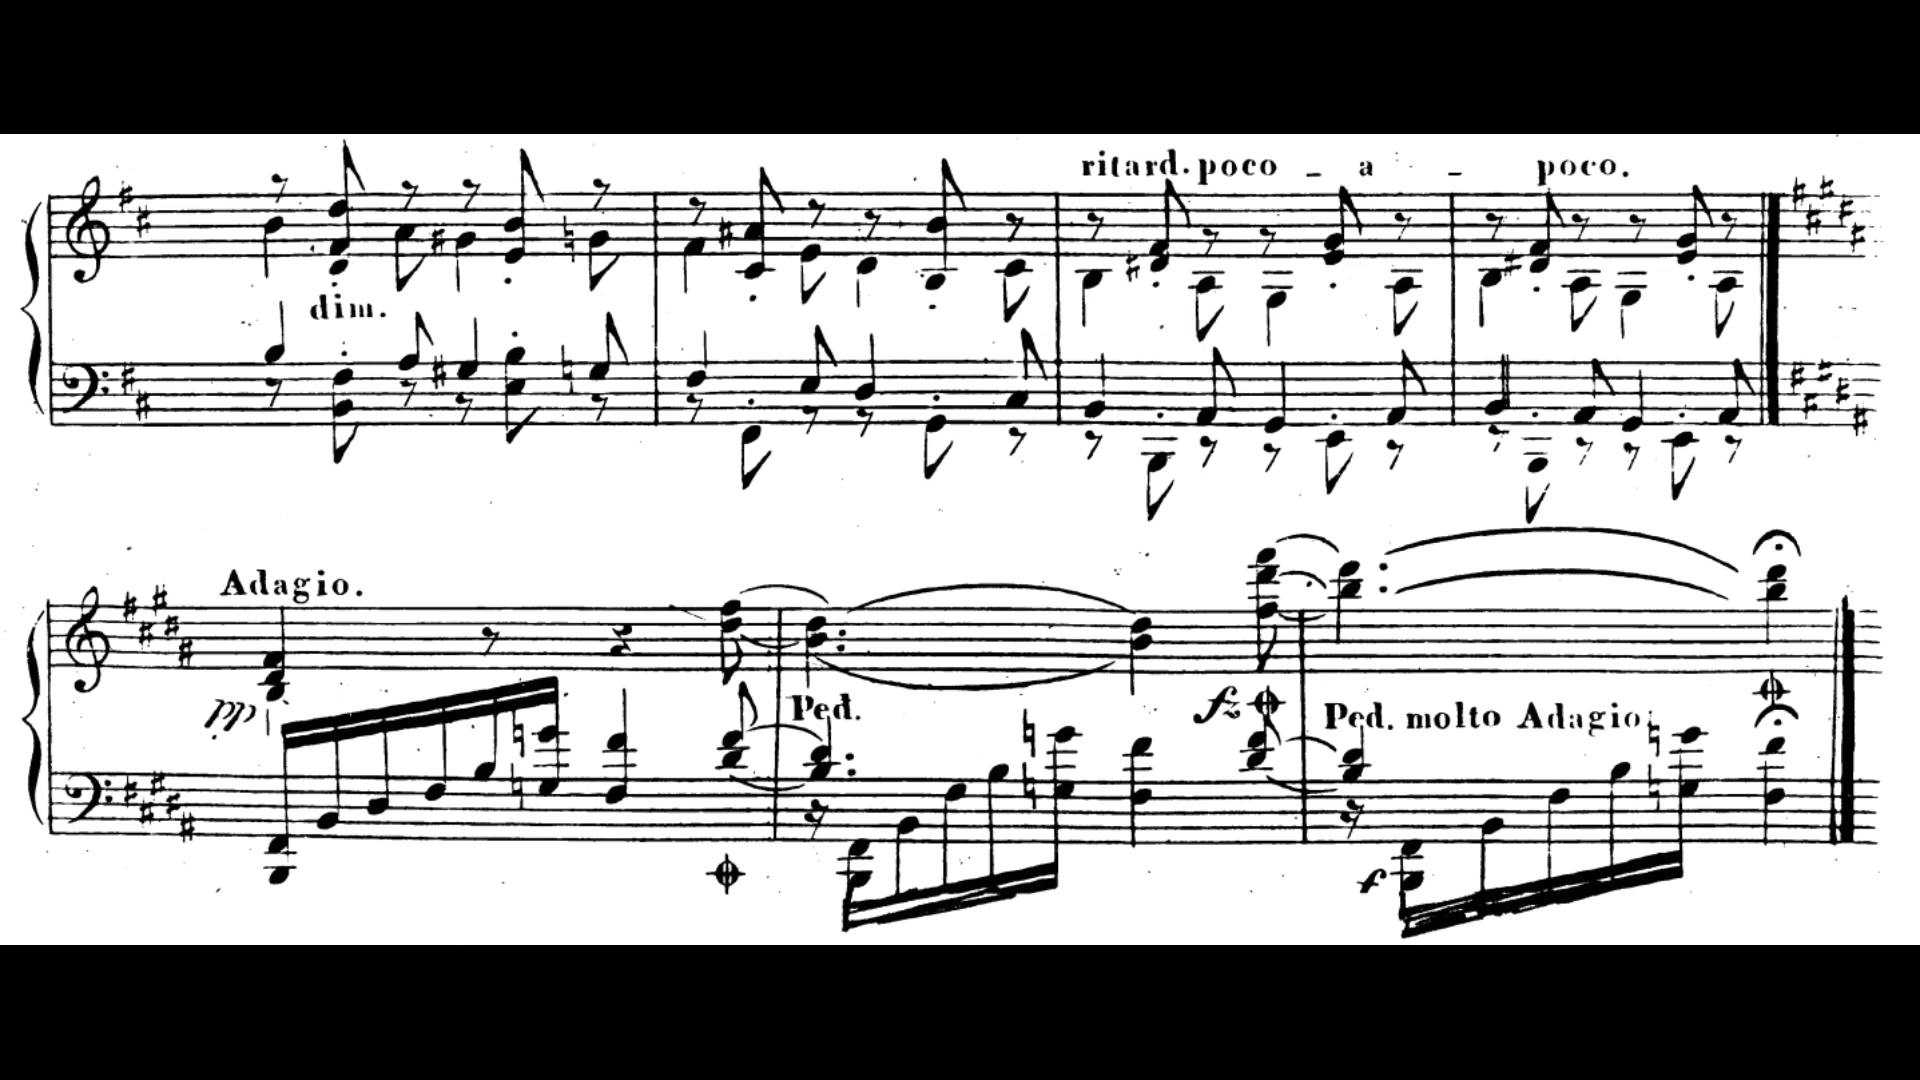 ritard. poco - a - poco.
dim.
Adagio.
pp
Ped.
fz
Ped. molto Adagio.
f